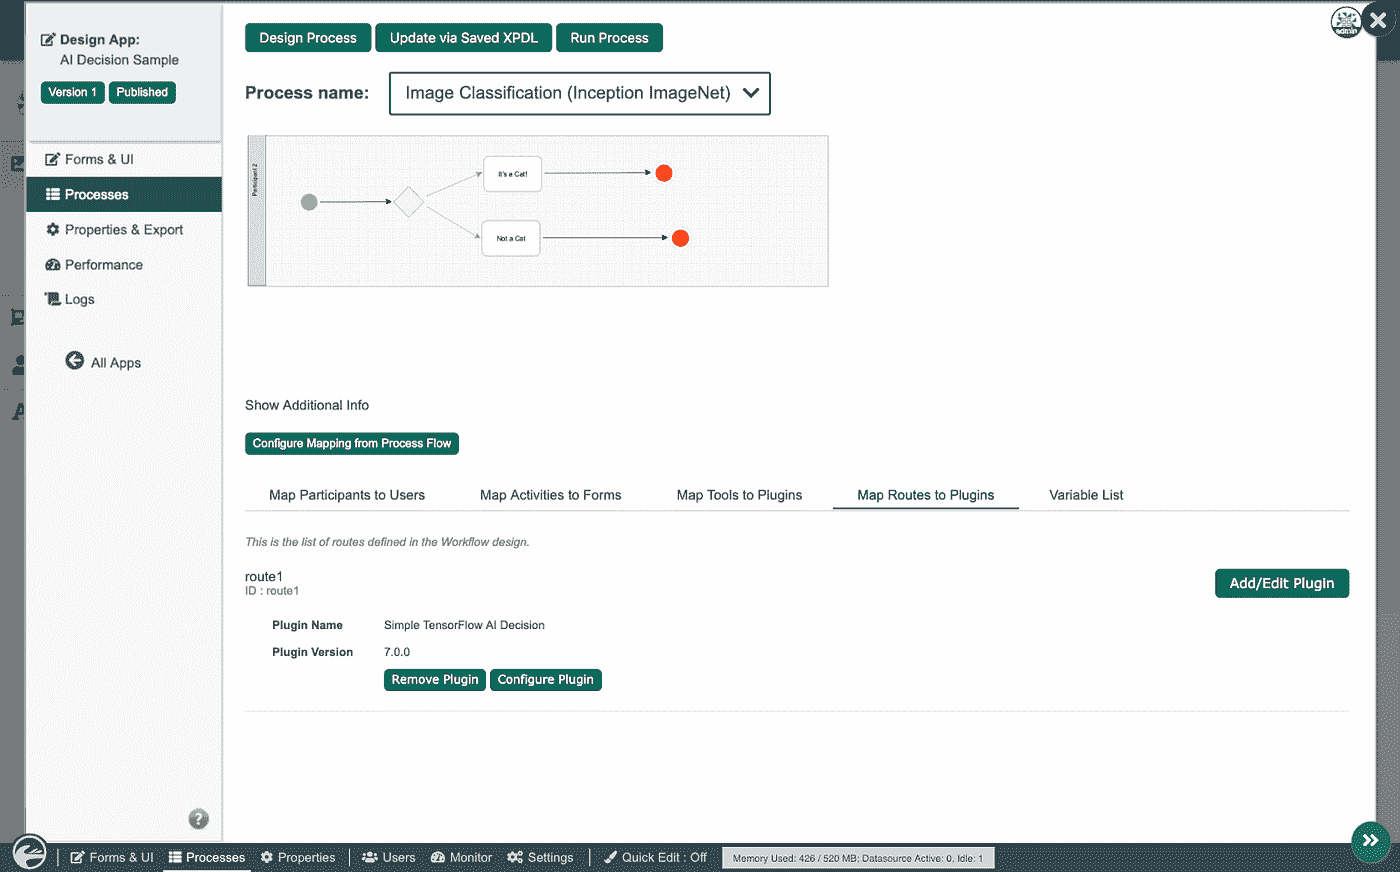 Design App:
AI Decision Sample
Version 1 Published
Forms & UI
Processes
Properties & Export
Performance
Logs
All Apps
?
Design Process Update via Saved XPDL Run Process
admin
Process name: Image Classification (Inception ImageNet)
Participant 2
It's a Cat!
Not a Cat
Show Additional Info
Configure Mapping from Process Flow
Map Participants to Users Map Activities to Forms Map Tools to Plugins Map Routes to Plugins Variable List
This is the list of routes defined in the Workflow design.
route1
ID : route1
Add/Edit Plugin
Plugin Name Simple TensorFlow AI Decision
Plugin Version 7.0.0
Remove Plugin Configure Plugin
Forms & UI Processes Properties Users Monitor Settings Quick Edit : Off Memory Used: 426 / 520 MB; Datasource Active: 0, Idle: 1